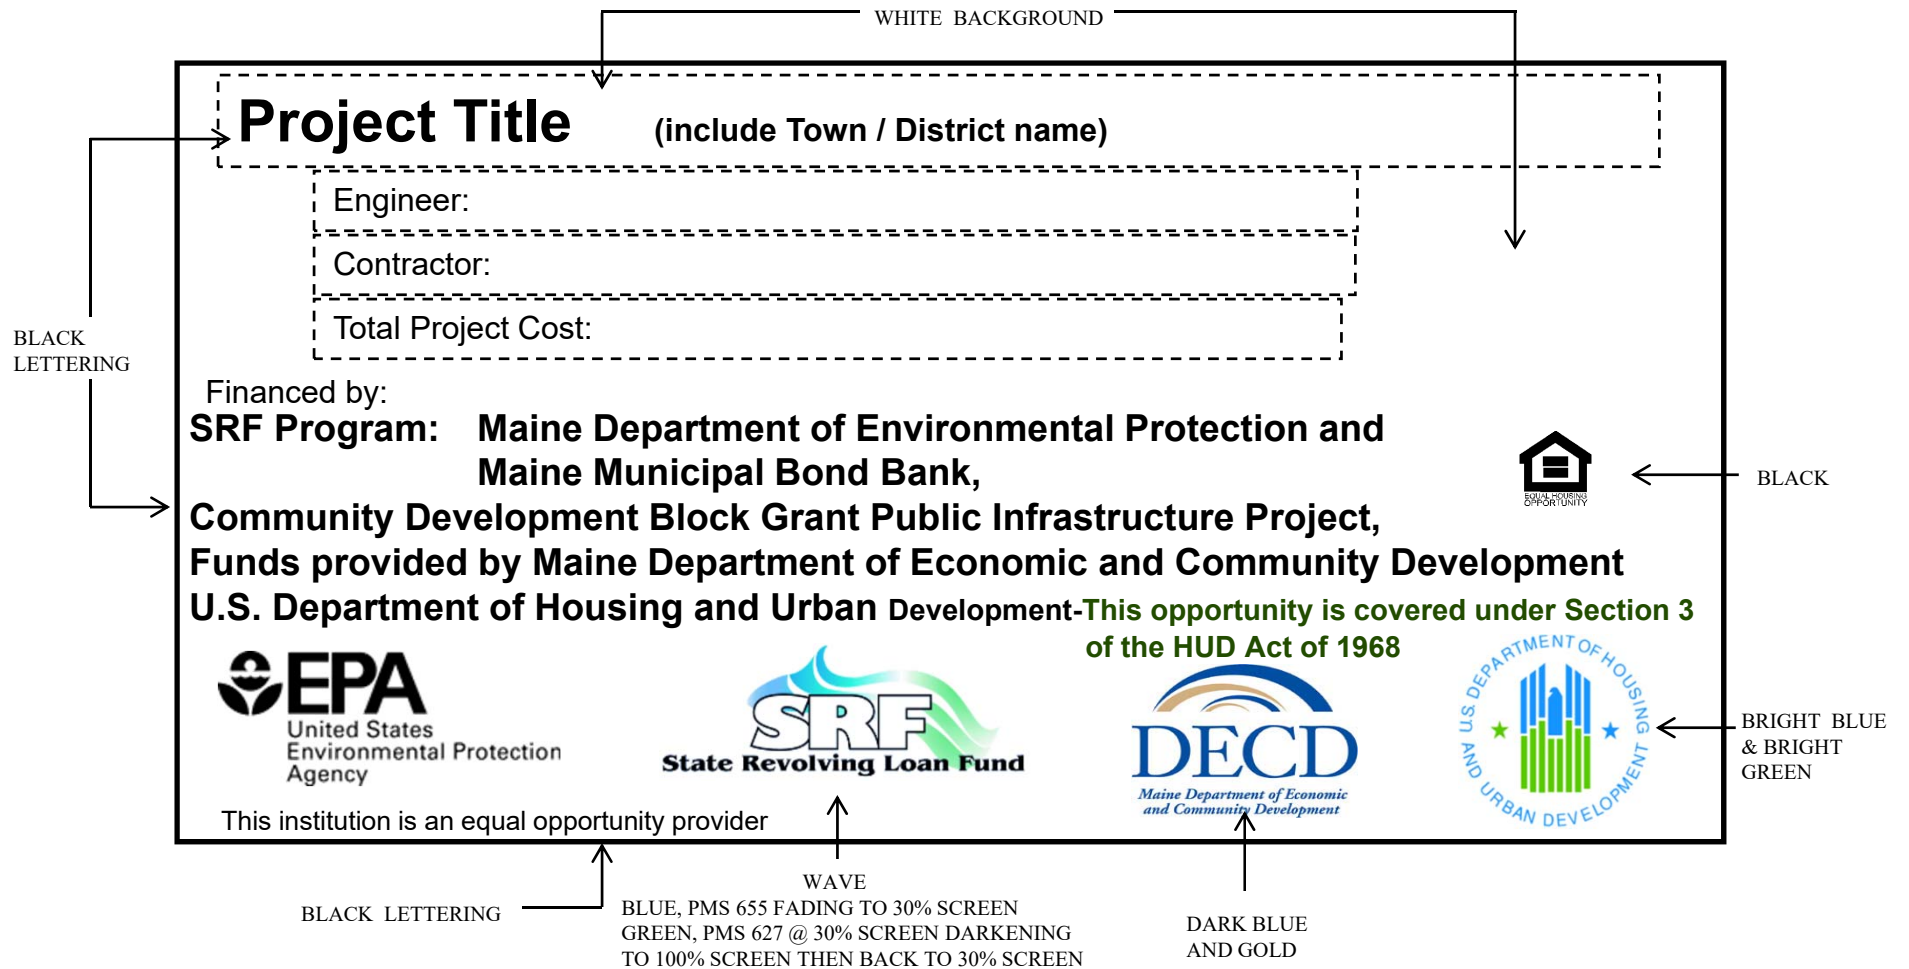 WHITE BACKGROUND
Project Title (include Town / District name)
Engineer:
Contractor:
Total Project Cost:
BLACK
LETTERING
Financed by:
SRF Program: Maine Department of Environmental Protection and
Maine Municipal Bond Bank,
EQUAL HOUSING
OPPORTUNITY
BLACK
Community Development Block Grant Public Infrastructure Project,
Funds provided by Maine Department of Economic and Community Development
U.S. Department of Housing and Urban Development-This opportunity is covered under Section 3
of the HUD Act of 1968
EPA
United States
Environmental Protection
Agency
SRF
State Revolving Loan Fund
DECD
Maine Department of Economic
and Community Development
U.S. DEPARTMENT OF HOUSING
AND URBAN DEVELOPMENT
BRIGHT BLUE
& BRIGHT
GREEN
This institution is an equal opportunity provider
BLACK LETTERING
WAVE
BLUE, PMS 655 FADING TO 30% SCREEN
GREEN, PMS 627 @ 30% SCREEN DARKENING
TO 100% SCREEN THEN BACK TO 30% SCREEN
DARK BLUE
AND GOLD